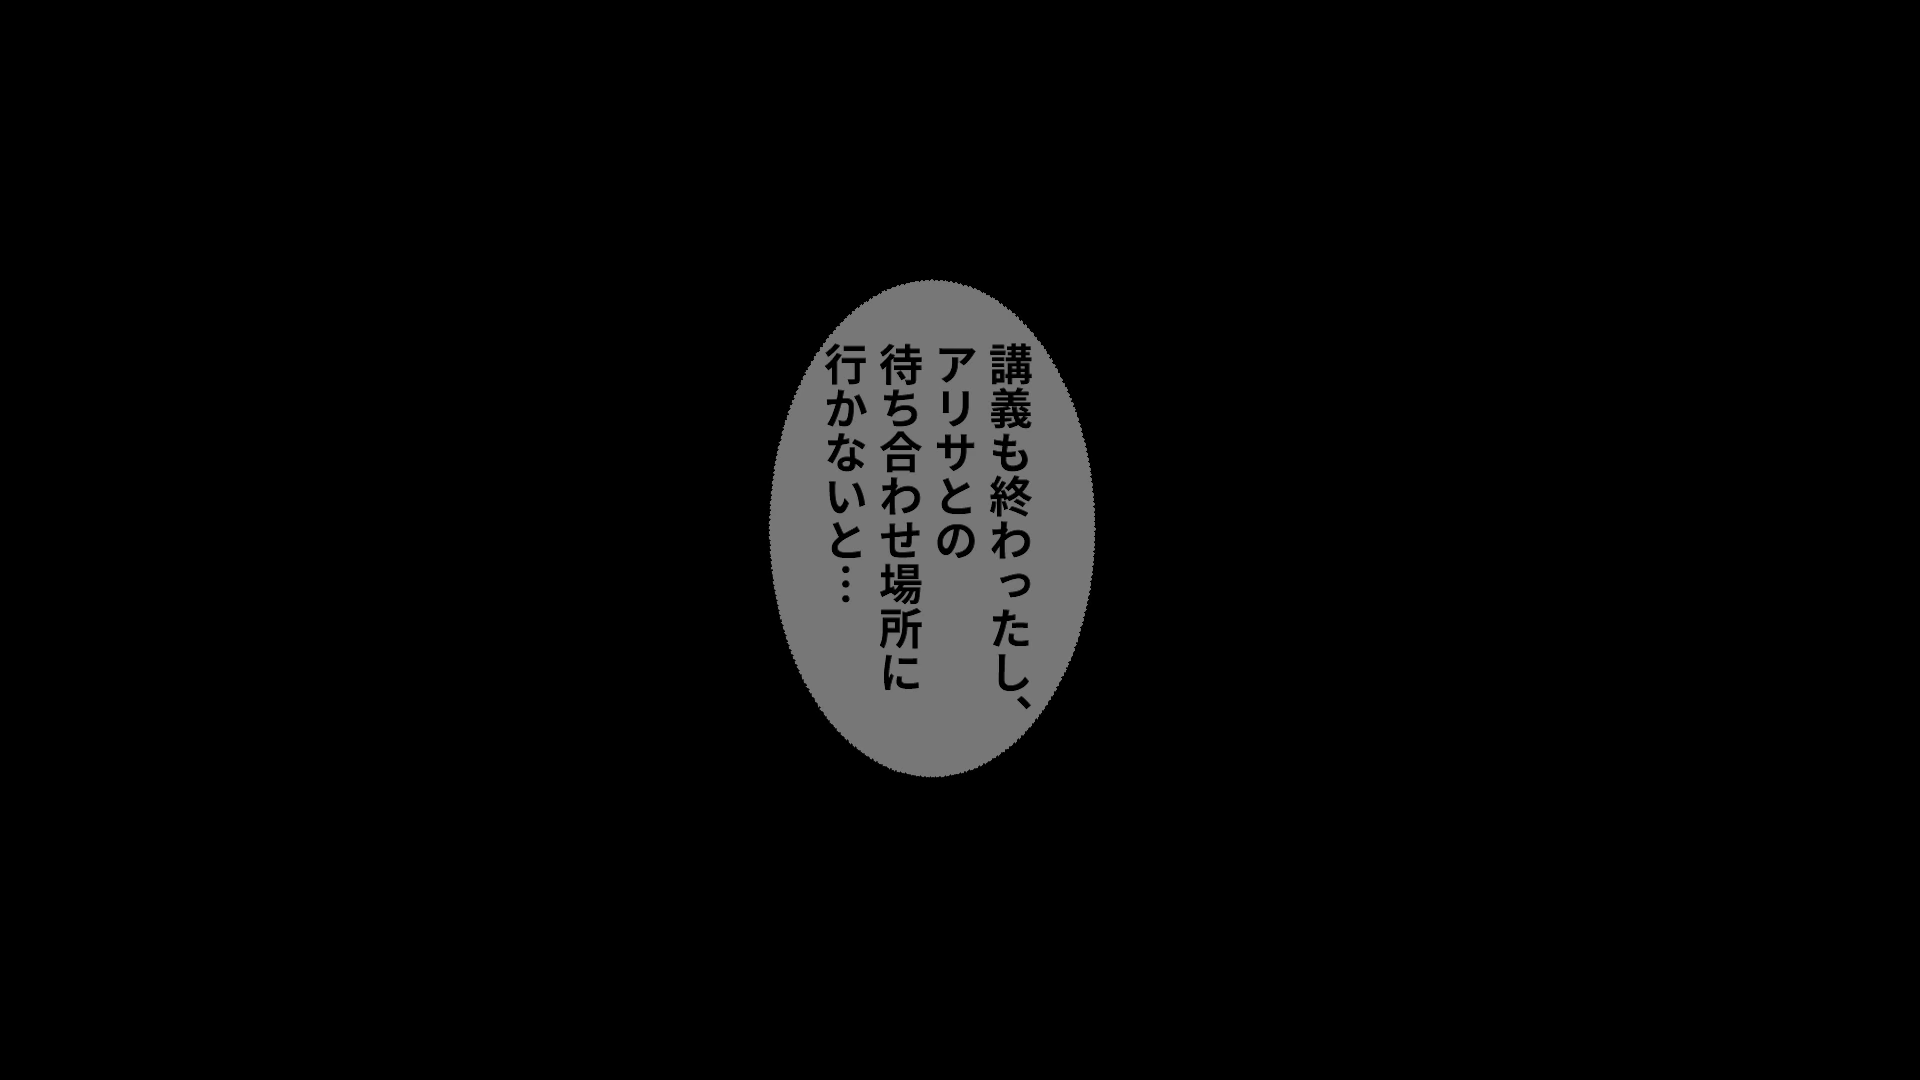 講義も終わったし、
アリサとの
待ち合わせ場所に
行かないと…